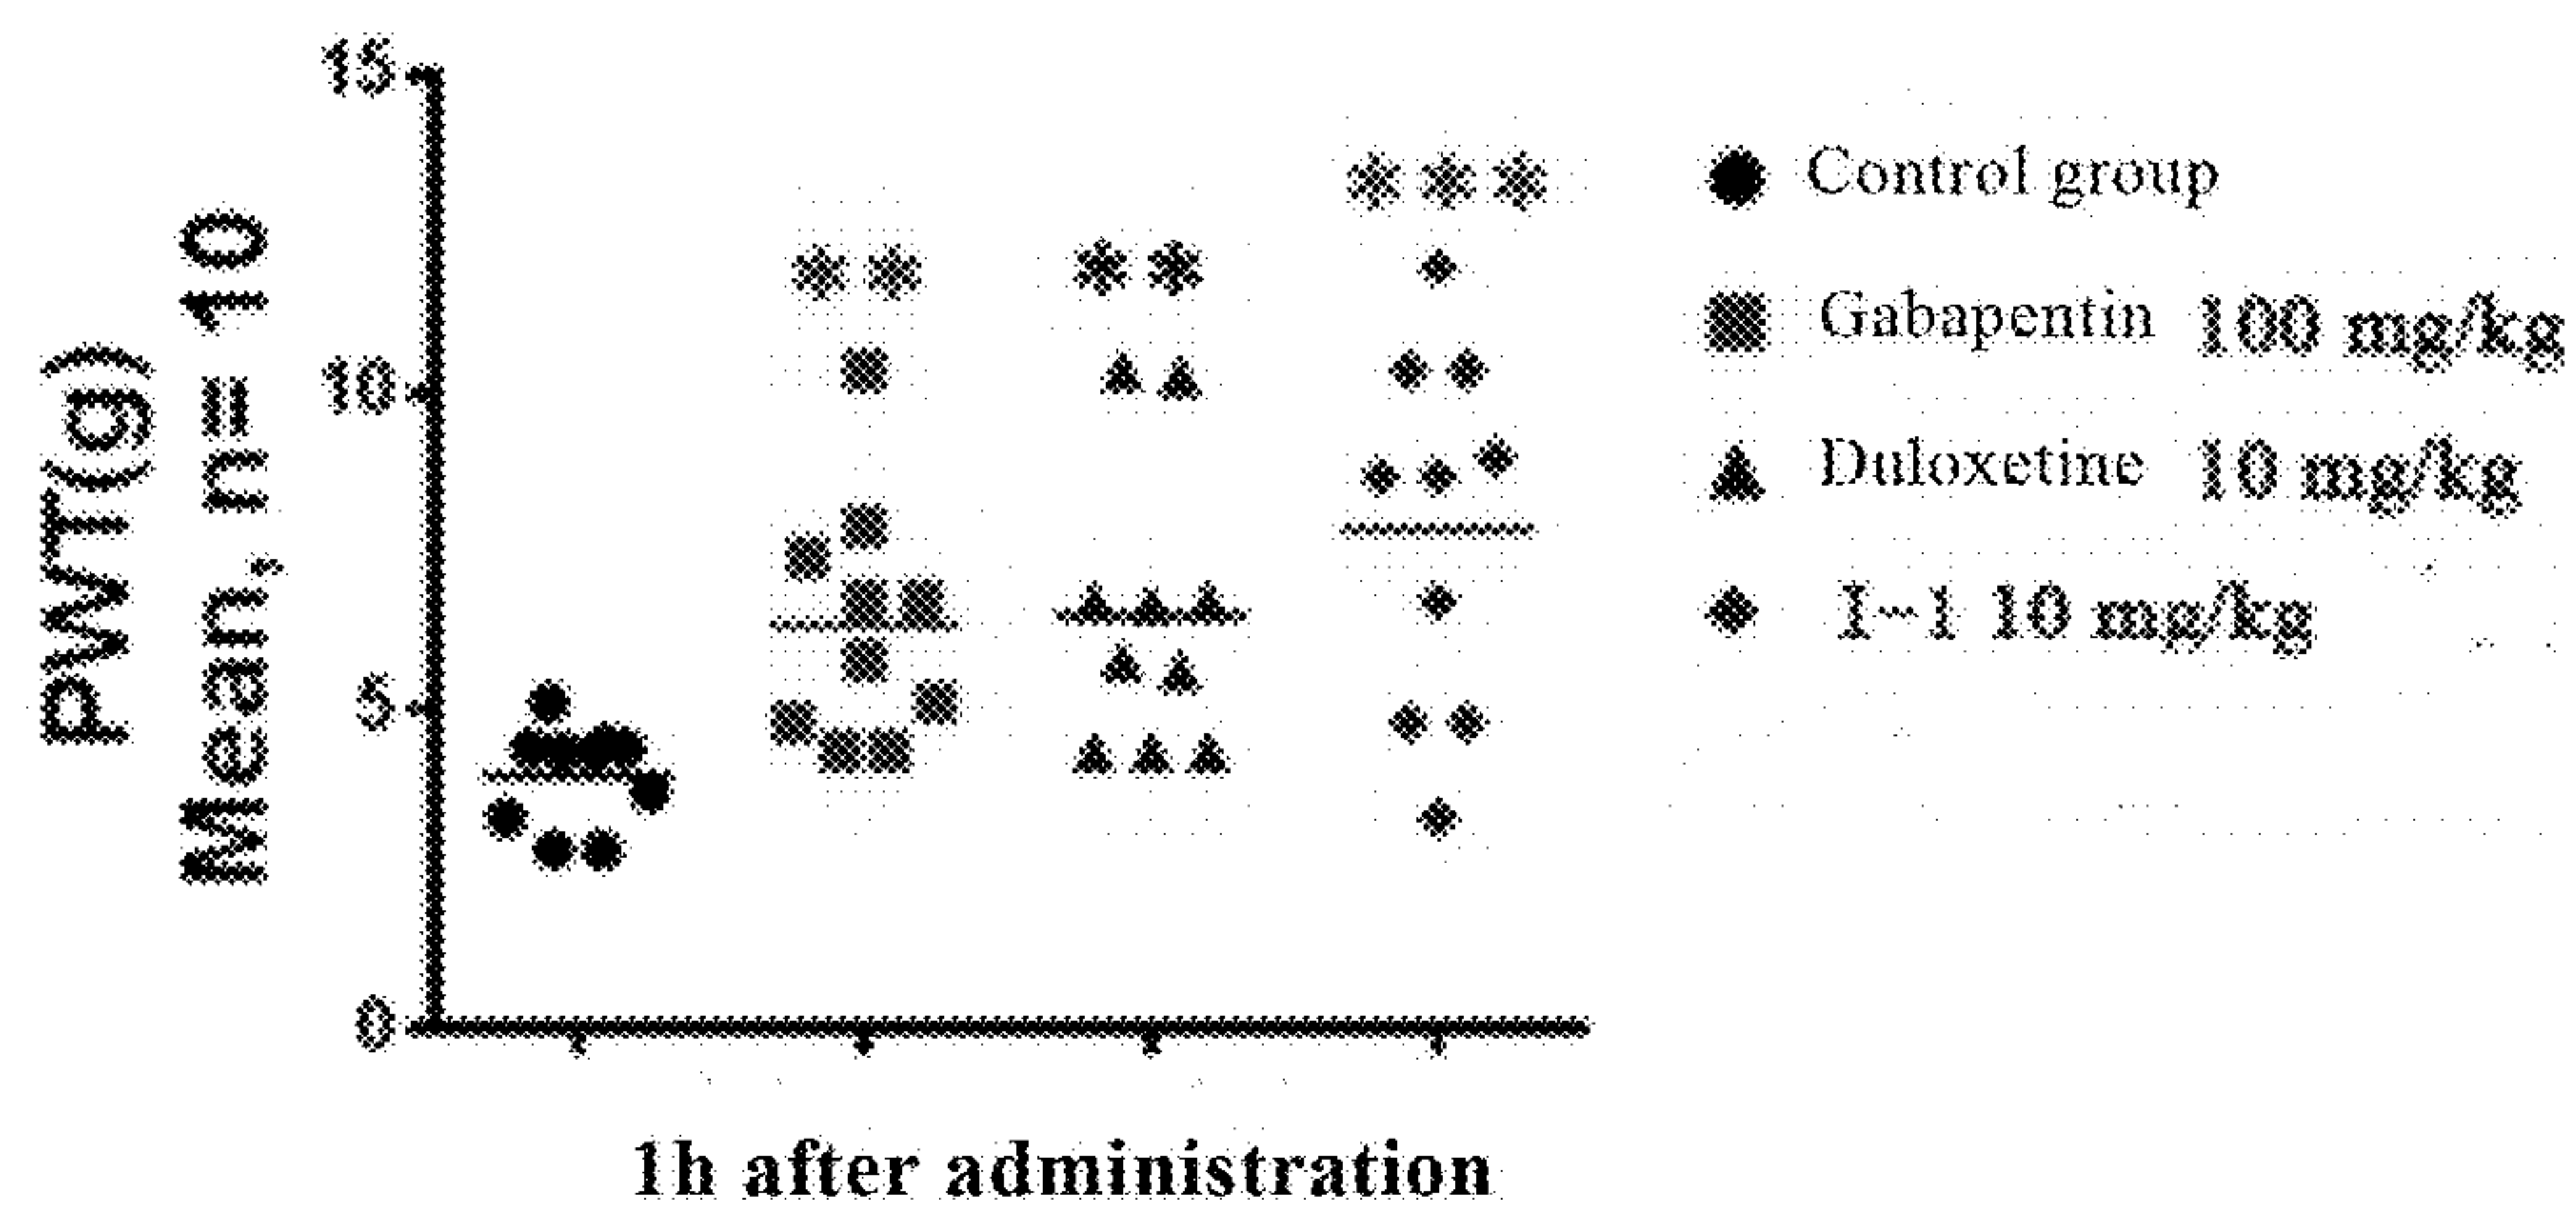 PWT(g)
Mean, n= 10
15
10
5
0
** ** ***
Control group
Gabapentin 100 mg/kg
Duloxetine 10 mg/kg
I-1 10 mg/kg
1h after administration